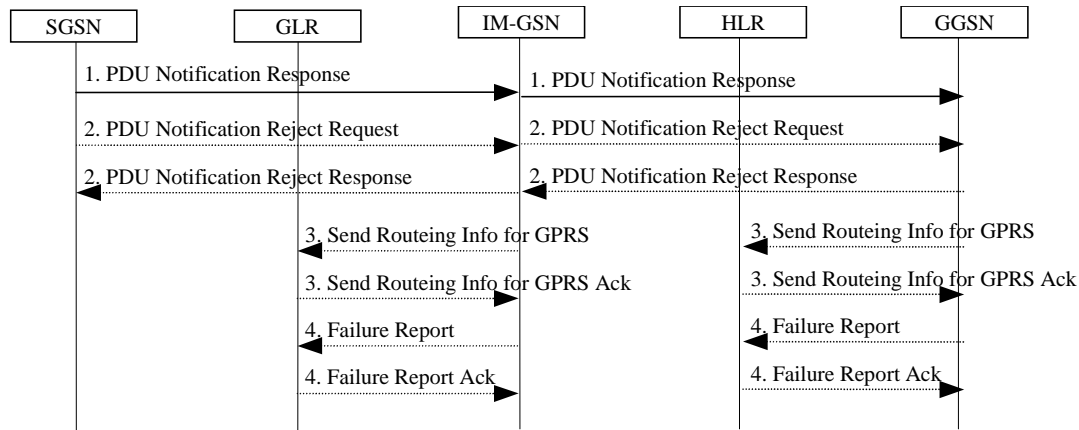 SGSN
GLR
IM-GSN
HLR
GGSN
1. PDU Notification Response
1. PDU Notification Response
2. PDU Notification Reject Request
2. PDU Notification Reject Request
2. PDU Notification Reject Response
2. PDU Notification Reject Response
3. Send Routeing Info for GPRS
3. Send Routeing Info for GPRS
3. Send Routeing Info for GPRS Ack
3. Send Routeing Info for GPRS Ack
4. Failure Report
4. Failure Report
4. Failure Report Ack
4. Failure Report Ack